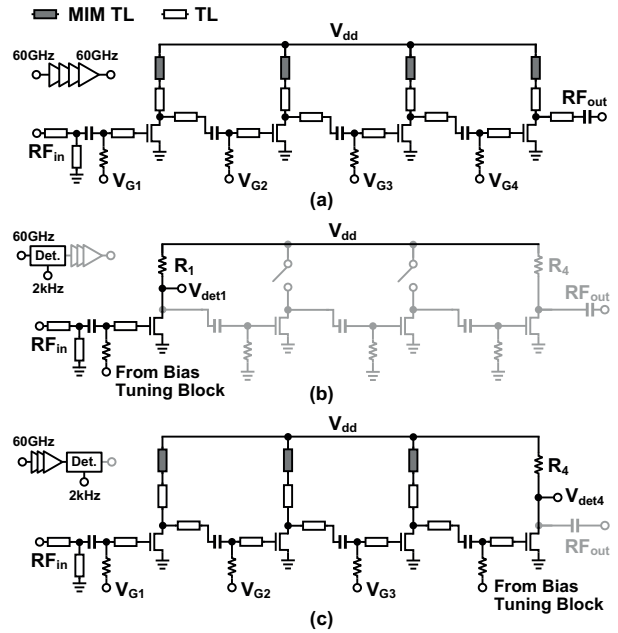 MIM TL TL
(a)
60GHz 60GHz
Vdd
RFin
VG1 VG2 VG3 VG4
RFout
(a)
60GHz
Det.
2kHz
Vdd
R1
Vdet1
R4
RFout
RFin
From Bias
Tuning Block
(b)
60GHz
Det.
2kHz
Vdd
R4
Vdet4
RFout
RFin
VG1 VG2 VG3
From Bias
Tuning Block
(c)